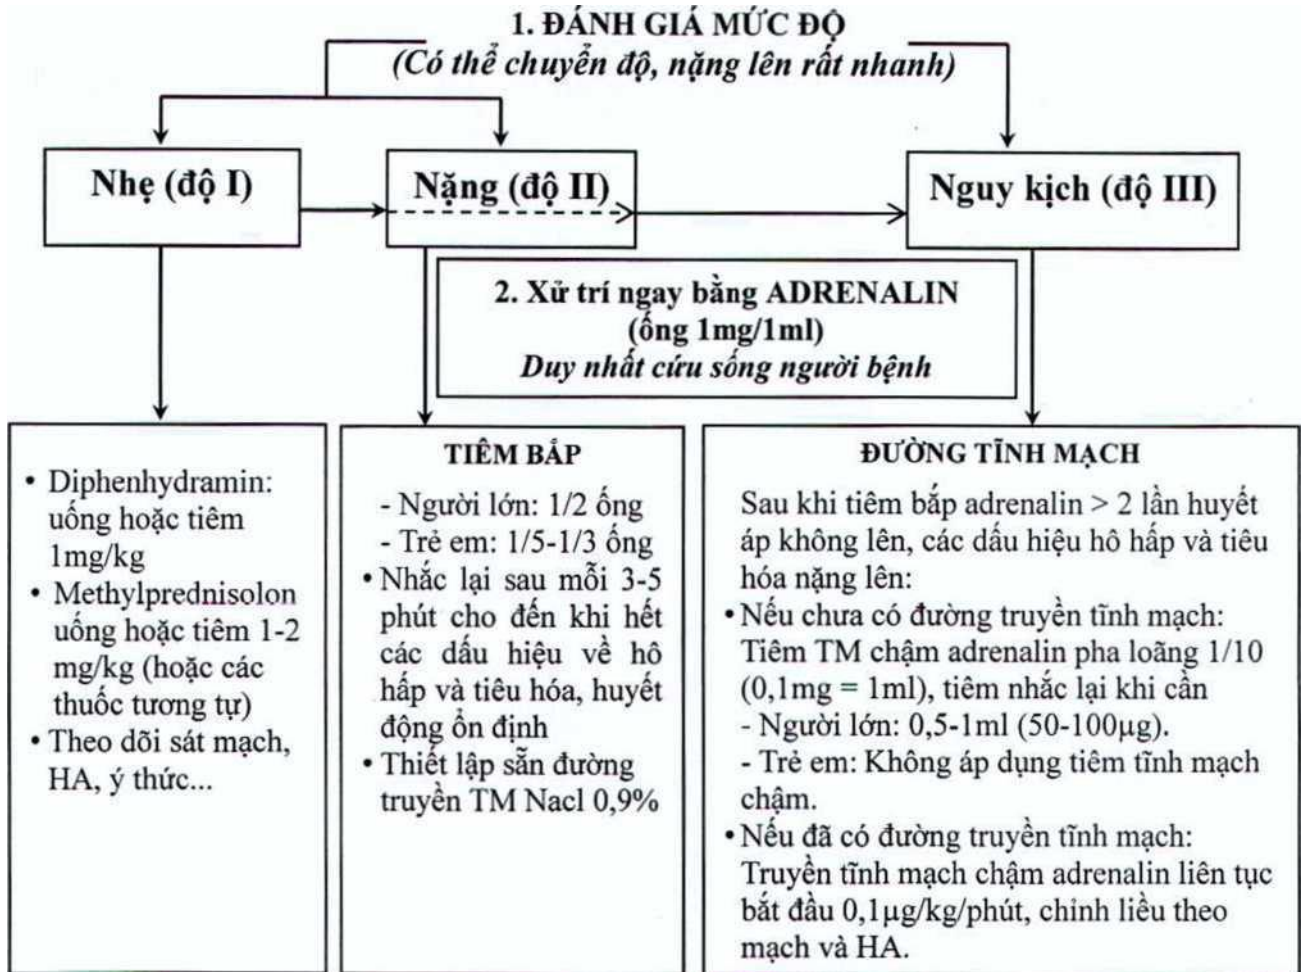 1. ĐÁNH GIÁ MỨC ĐỘ
(Có thể chuyển độ, nặng lên rất nhanh)
Nhẹ (độ I)
Nặng (độ II)
Nguy kịch (độ III)
2. Xử trí ngay bằng ADRENALIN
(ống 1mg/1ml)
Duy nhất cứu sống người bệnh
• Diphenhydramin:
uống hoặc tiêm
1mg/kg
• Methylprednisolon
uống hoặc tiêm 1-2
mg/kg (hoặc các
thuốc tương tự)
• Theo dõi sát mạch,
HA, ý thức...
TIÊM BẮP
- Người lớn: 1/2 ống
- Trẻ em: 1/5-1/3 ống
• Nhắc lại sau mỗi 3-5
phút cho đến khi hết
các dấu hiệu về hô
hấp và tiêu hóa, huyết
động ổn định
• Thiết lập sẵn đường
truyền TM Nacl 0,9%
ĐƯỜNG TĨNH MẠCH
Sau khi tiêm bắp adrenalin > 2 lần huyết
áp không lên, các dấu hiệu hô hấp và tiêu
hóa nặng lên:
• Nếu chưa có đường truyền tĩnh mạch:
Tiêm TM chậm adrenalin pha loãng 1/10
(0,1mg = 1ml), tiêm nhắc lại khi cần
- Người lớn: 0,5-1ml (50-100µg).
- Trẻ em: Không áp dụng tiêm tĩnh mạch
chậm.
• Nếu đã có đường truyền tĩnh mạch:
Truyền tĩnh mạch chậm adrenalin liên tục
bắt đầu 0,1µg/kg/phút, chỉnh liều theo
mạch và HA.